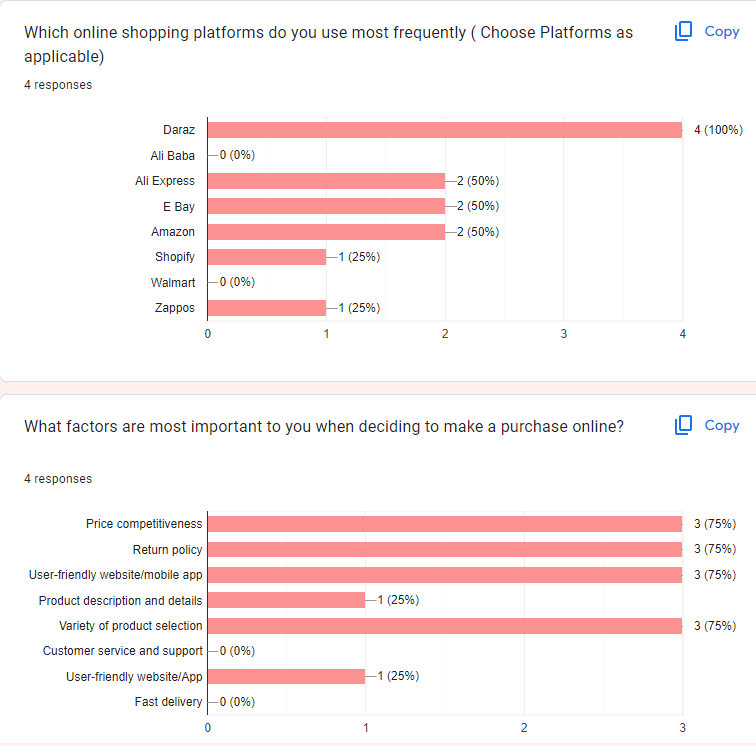 Which online shopping platforms do you use most frequently ( Choose Platforms as
applicable)
Copy
4 responses
Daraz 4 (100%)
Ali Baba 0 (0%)
Ali Express 2 (50%)
E Bay 2 (50%)
Amazon 2 (50%)
Shopify 1 (25%)
Walmart 0 (0%)
Zappos 1 (25%)
0 1 2 3 4
What factors are most important to you when deciding to make a purchase online?
Copy
4 responses
Price competitiveness 3 (75%)
Return policy 3 (75%)
User-friendly website/mobile app 3 (75%)
Product description and details 1 (25%)
Variety of product selection 3 (75%)
Customer service and support 0 (0%)
User-friendly website/App 1 (25%)
Fast delivery 0 (0%)
0 1 2 3